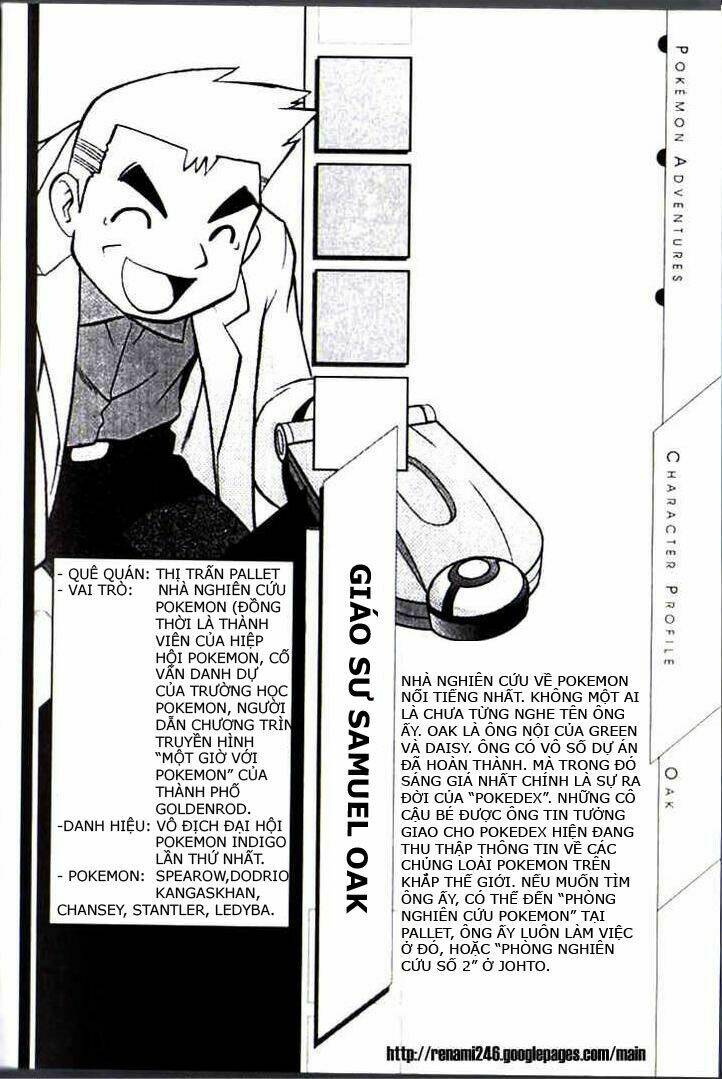 POKÉMON ADVENTURES
CHARACTER PROFILE
OAK
- QUÊ QUÁN: THỊ TRẤN PALLET
- VAI TRÒ: NHÀ NGHIÊN CỨU
POKEMON (ĐỒNG
THỜI LÀ THÀNH
VIÊN CỦA HIỆP
HỘI POKEMON, CỐ
VẤN DANH DỰ
CỦA TRƯỜNG HỌC
POKEMON, NGƯỜI
DẪN CHƯƠNG TRÌN
TRUYỀN HÌNH
“MỘT GIỜ VỚI
POKEMON” CỦA
THÀNH PHỐ
GOLDENROD.
-DANH HIỆU: VÔ ĐỊCH ĐẠI HỘI
POKEMON INDIGO
LẦN THỨ NHẤT.
- POKEMON: SPEAROW,DODRIO
KANGASKHAN,
CHANSEY, STANTLER, LEDYBA.
GIÁO SƯ SAMUEL OAK
NHÀ NGHIÊN CỨU VỀ POKEMON
NỔI TIẾNG NHẤT. KHÔNG MỘT AI
LÀ CHƯA TỪNG NGHE TÊN ÔNG
ẤY. OAK LÀ ÔNG NỘI CỦA GREEN
VÀ DAISY. ÔNG CÓ VÔ SỐ DỰ ÁN
ĐÃ HOÀN THÀNH. MÀ TRONG ĐÓ
SÁNG GIÁ NHẤT CHÍNH LÀ SỰ RA
ĐỜI CỦA “POKEDEX”. NHỮNG CÔ
CẬU BÉ ĐƯỢC ÔNG TIN TƯỞNG
GIAO CHO POKEDEX HIỆN ĐANG
THU THẬP THÔNG TIN VỀ CÁC
CHỦNG LOÀI POKEMON TRÊN
KHẮP THẾ GIỚI. NẾU MUỐN TÌM
ÔNG ẤY, CÓ THỂ ĐẾN “PHÒNG
NGHIÊN CỨU POKEMON” TẠI
PALLET, ÔNG ẤY LUÔN LÀM VIỆC
Ở ĐÓ, HOẶC “PHÒNG NGHIÊN
CỨU SỐ 2” Ở JOHTO.
http://renami246.googlepages.com/main